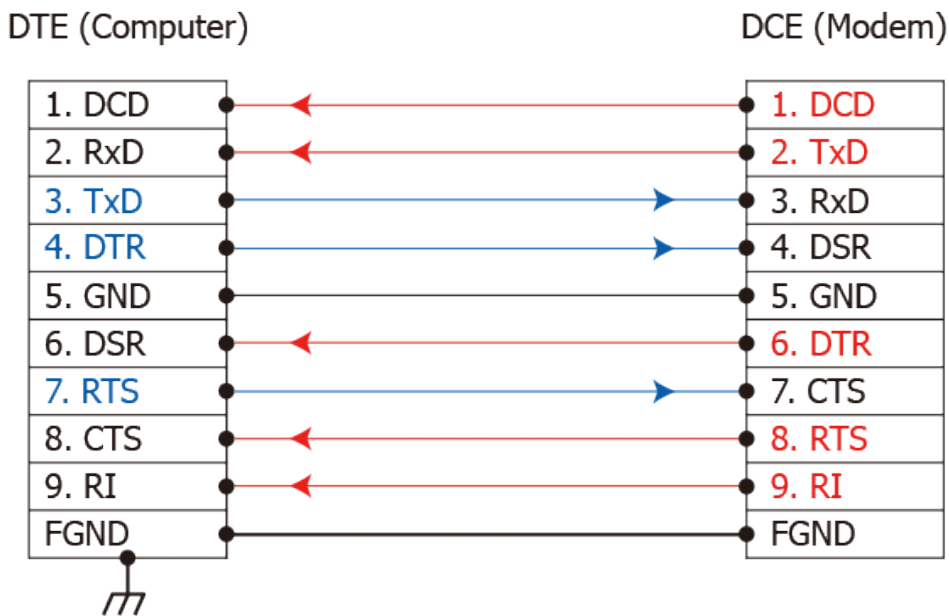 DTE (Computer)
DCE (Modem)
1. DCD
1. DCD
2. RxD
2. TxD
3. TxD
3. RxD
4. DTR
4. DSR
5. GND
5. GND
6. DSR
6. DTR
7. RTS
7. CTS
8. CTS
8. RTS
9. RI
9. RI
FGND
FGND